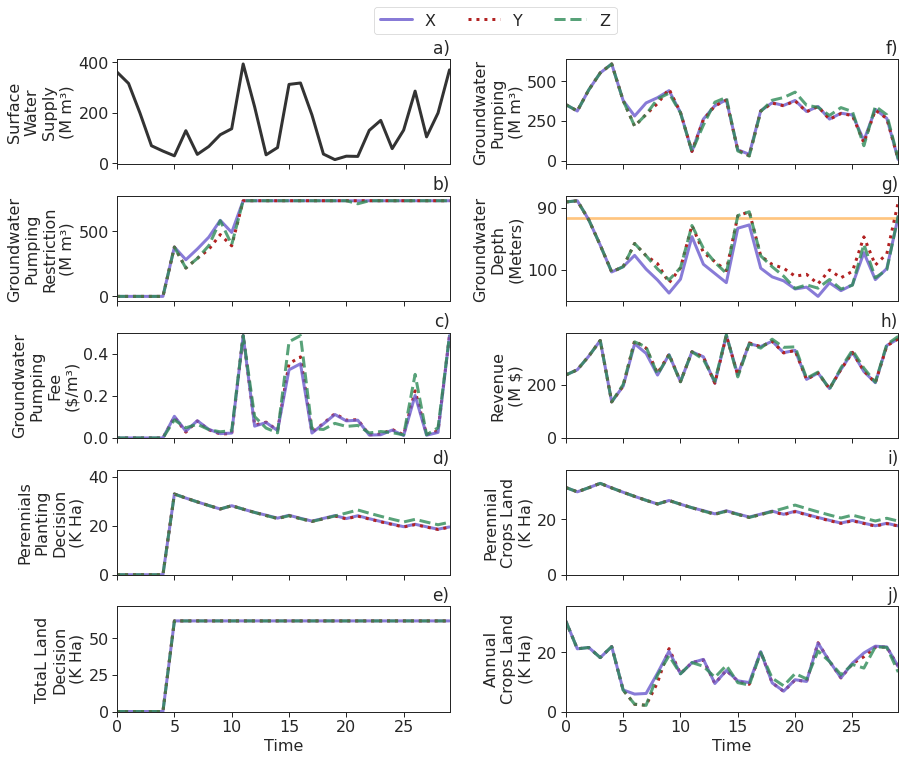 X Y Z
a)
Surface
Water
Supply
(M m³)
400
200
0
f)
Groundwater
Pumping
(M m³)
500
250
0
b)
Groundwater
Pumping
Restriction
(M m³)
500
0
g)
Groundwater
Depth
(Meters)
90
100
c)
Groundwater
Pumping
Fee
($/m³)
0.4
0.2
0.0
h)
Revenue
(M $)
200
0
d)
Perennials
Planting
Decision
(K Ha)
40
20
0
i)
Perennial
Crops Land
(K Ha)
20
0
e)
Total Land
Decision
(K Ha)
50
25
0
0 5 10 15 20 25
Time
j)
Annual
Crops Land
(K Ha)
20
0
0 5 10 15 20 25
Time